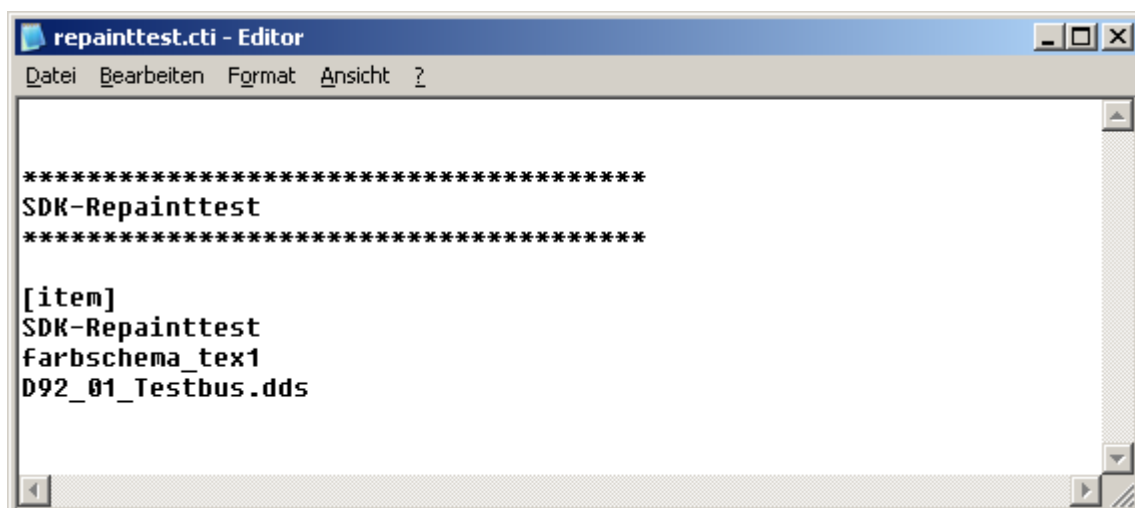 repainttest.cti - Editor
Datei Bearbeiten Format Ansicht ?
***************************************
SDK-Repainttest
***************************************
[item]
SDK-Repainttest
farbschema_tex1
D92_01_Testbus.dds